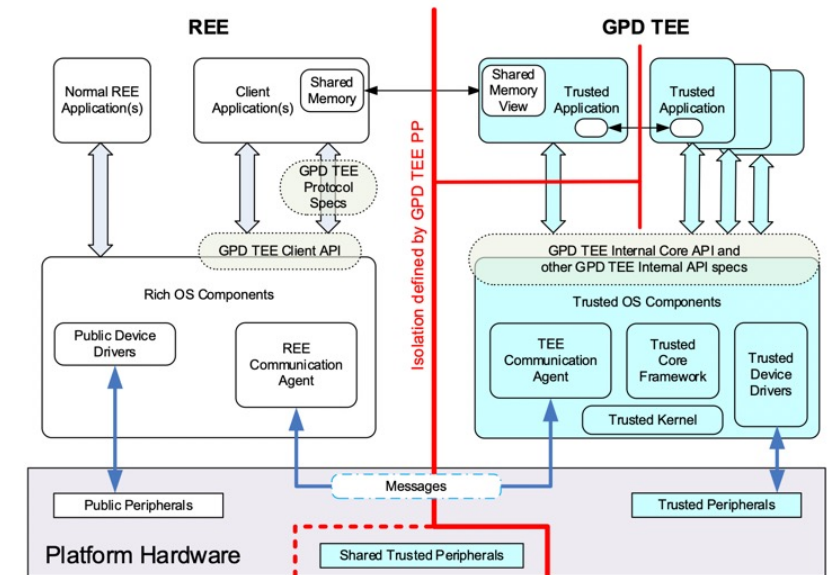 REE
GPD TEE
Normal REE
Application(s)
Client
Application(s)
Shared
Memory
Shared
Memory
View
Trusted
Application
Trusted
Application
GPD TEE
Protocol
Specs
GPD TEE Client API
Isolation defined by GPD TEE PP
GPD TEE Internal Core API and
other GPD TEE Internal API specs
Rich OS Components
Public Device
Drivers
REE
Communication
Agent
Trusted OS Components
TEE
Communication
Agent
Trusted
Core
Framework
Trusted
Device
Drivers
Trusted Kernel
Messages
Public Peripherals
Trusted Peripherals
Platform Hardware
Shared Trusted Peripherals